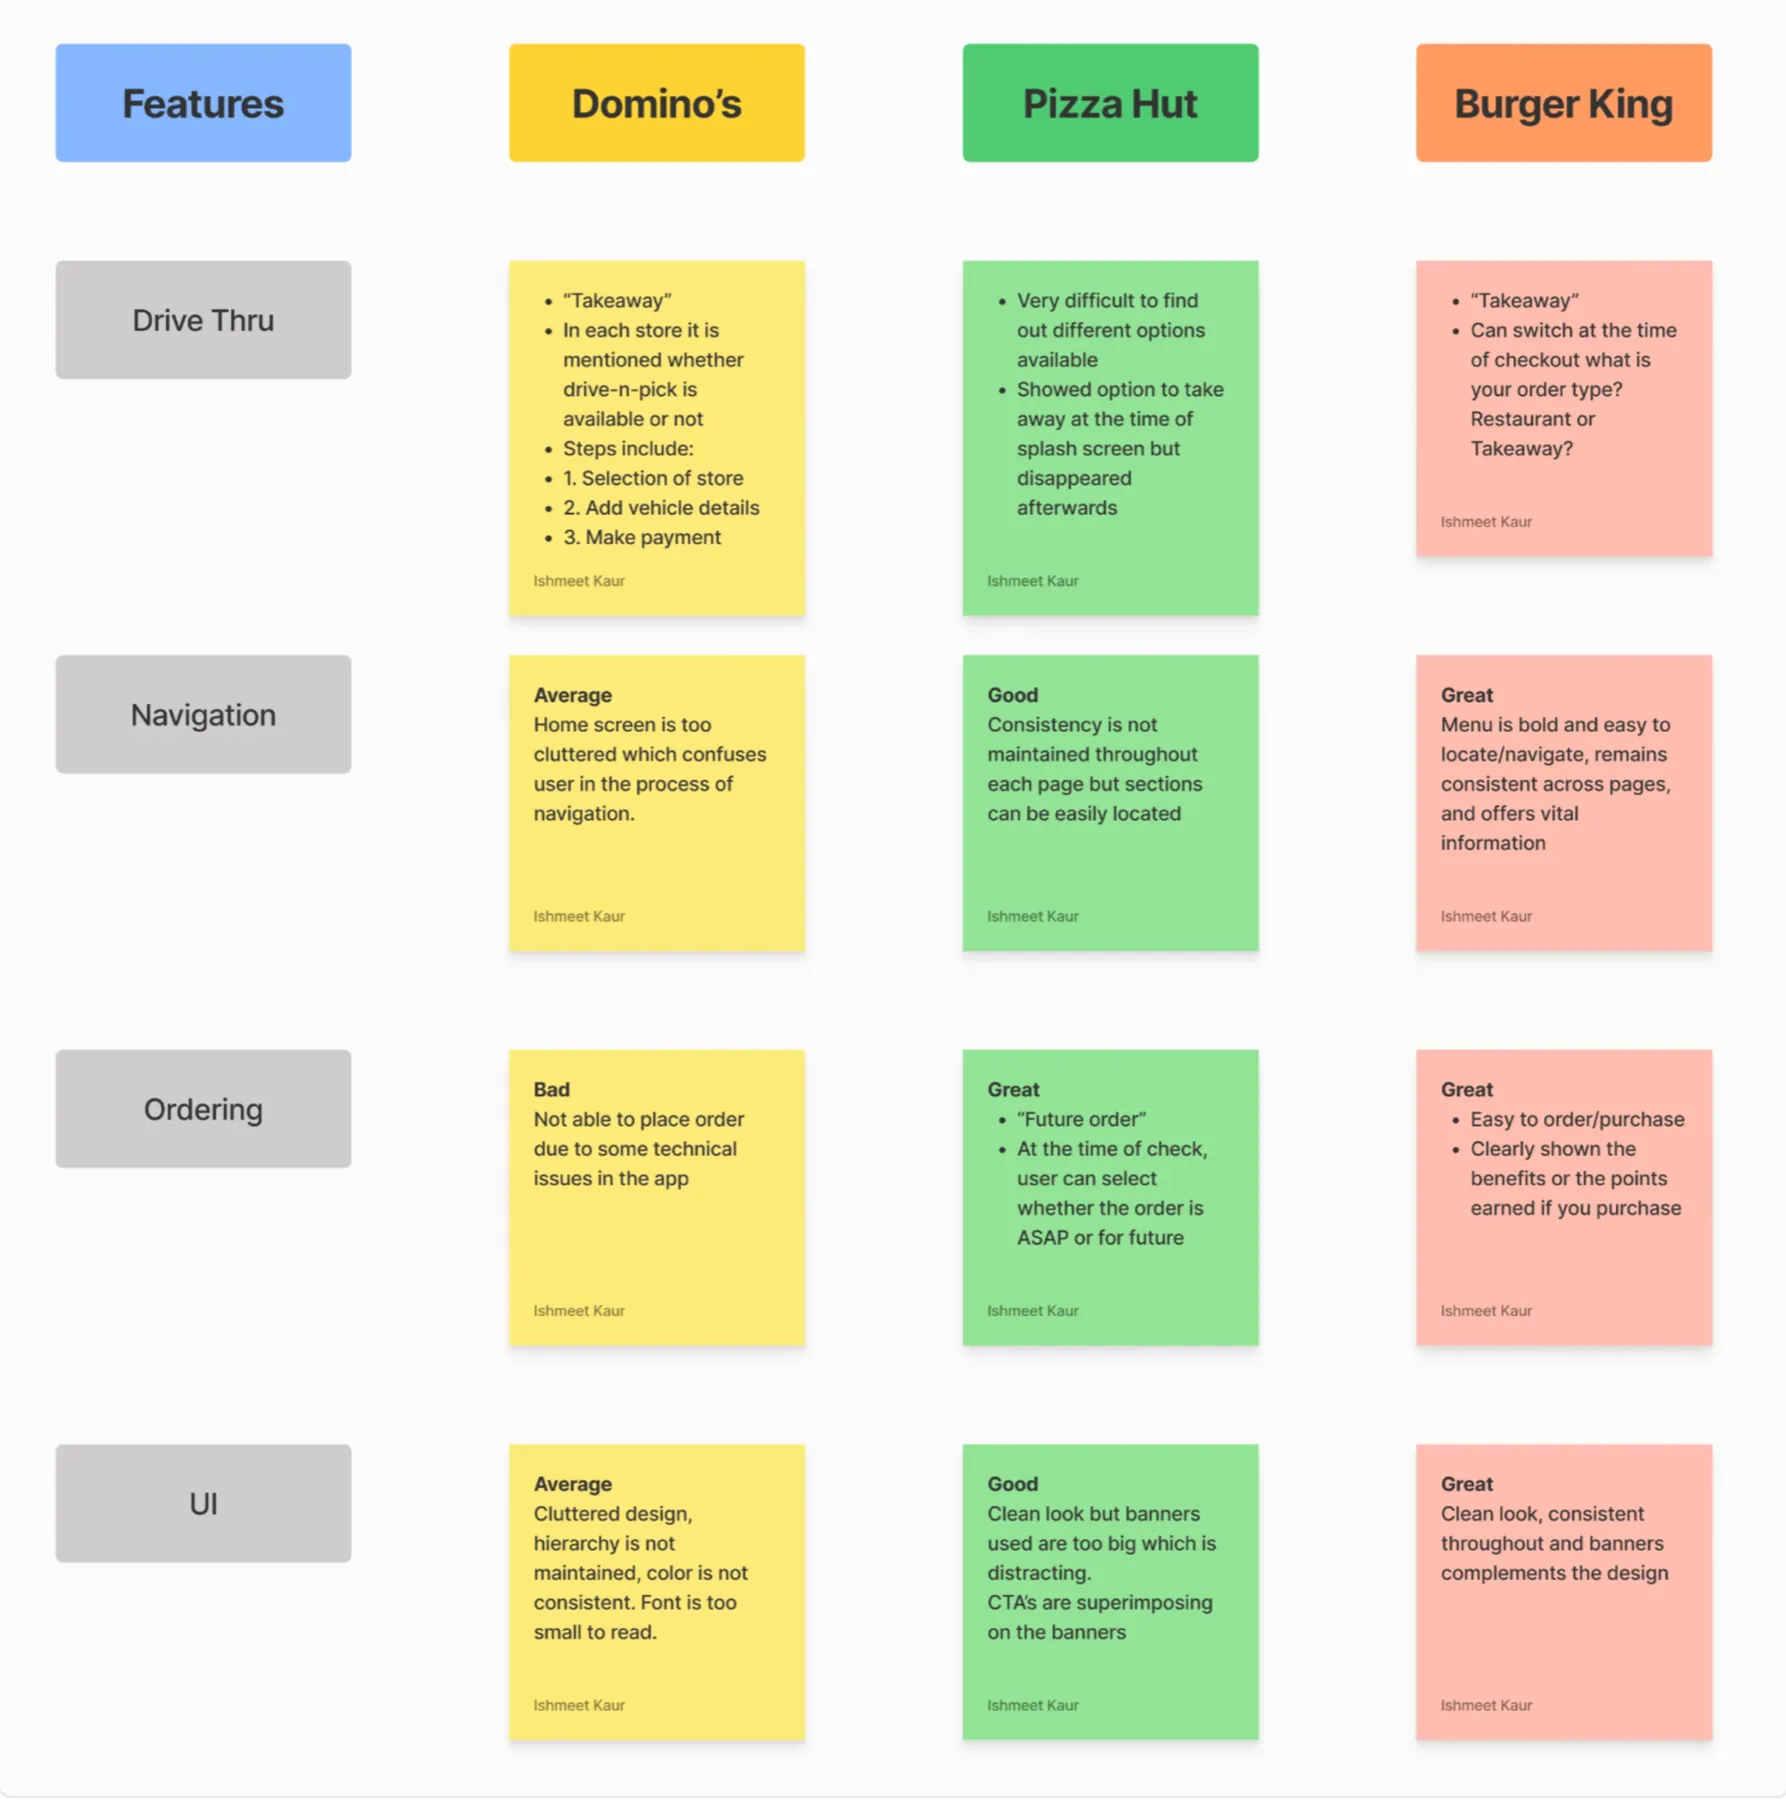 Features
Domino’s
Pizza Hut
Burger King
Drive Thru
• “Takeaway”
• In each store it is
mentioned whether
drive-n-pick is
available or not
• Steps include:
• 1. Selection of store
• 2. Add vehicle details
• 3. Make payment
Ishmeet Kaur
• Very difficult to find
out different options
available
• Showed option to take
away at the time of
splash screen but
disappeared
afterwards
Ishmeet Kaur
• “Takeaway”
• Can switch at the time
of checkout what is
your order type?
Restaurant or
Takeaway?
Ishmeet Kaur
Navigation
Average
Home screen is too
cluttered which confuses
user in the process of
navigation.
Ishmeet Kaur
Good
Consistency is not
maintained throughout
each page but sections
can be easily located
Ishmeet Kaur
Great
Menu is bold and easy to
locate/navigate, remains
consistent across pages,
and offers vital
information
Ishmeet Kaur
Ordering
Bad
Not able to place order
due to some technical
issues in the app
Ishmeet Kaur
Great
• “Future order”
• At the time of check,
user can select
whether the order is
ASAP or for future
Ishmeet Kaur
Great
• Easy to order/purchase
• Clearly shown the
benefits or the points
earned if you purchase
Ishmeet Kaur
UI
Average
Cluttered design,
hierarchy is not
maintained, color is not
consistent. Font is too
small to read.
Ishmeet Kaur
Good
Clean look but banners
used are too big which is
distracting.
CTA’s are superimposing
on the banners
Ishmeet Kaur
Great
Clean look, consistent
throughout and banners
complements the design
Ishmeet Kaur